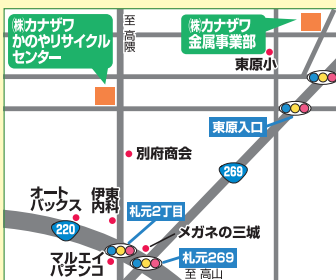 ㈱カナザワ
かのやリサイクル
センター
至
高
隈
㈱カナザワ
金属事業部
東原小
東原入口
別府商会
269
オート
バックス
伊東
内科
札元2丁目
220
メガネの三城
マルエイ
パチンコ
札元269
至 高山